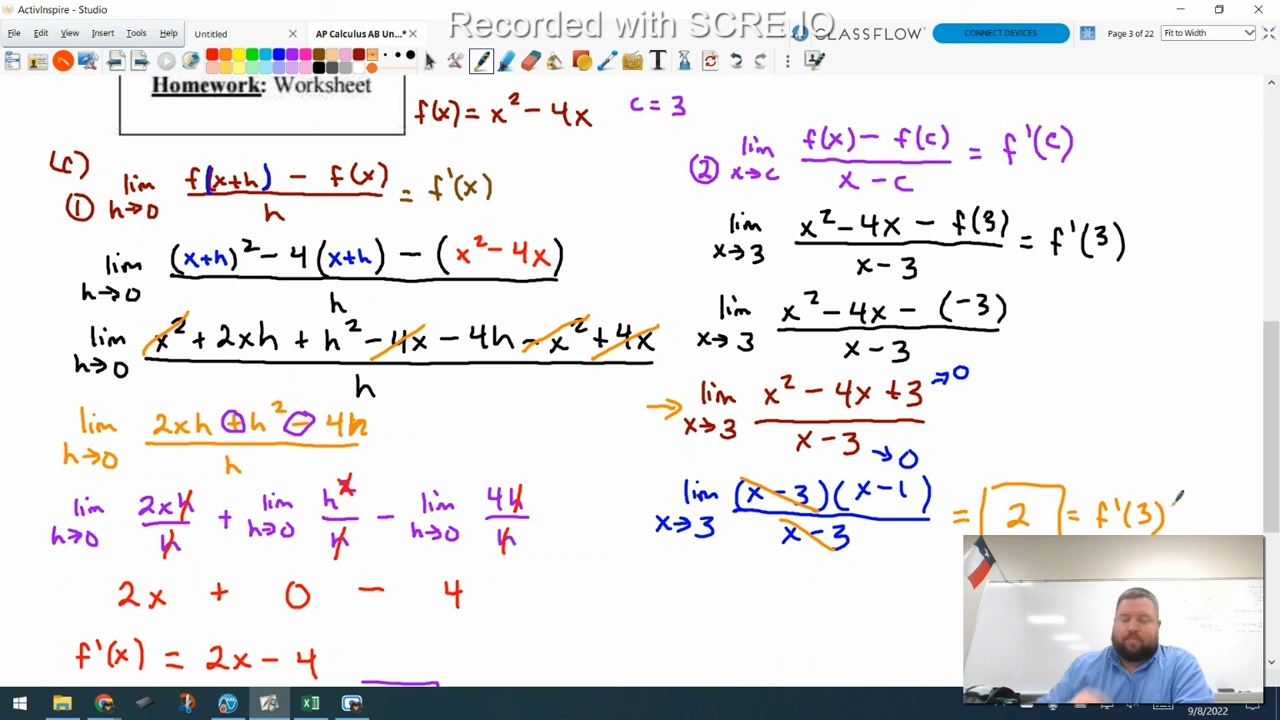 ActivInspire - Studio
Recorded with SCRE.IO
File Edit View Insert Tools Help
Untitled
AP Calculus AB Un...*
CLASSFLOW
CONNECT DEVICES
Page 3 of 22
Fit to Width
Homework: Worksheet
f(x) = x² - 4x c = 3
①
lim h→0 (f(x+h) - f(x))/h = f'(x)
lim h→0 ((x+h)² - 4(x+h) - (x² - 4x))/h
lim h→0 (x² + 2xh + h² - 4x - 4h - x² + 4x)/h
lim h→0 (2xh + h² - 4h)/h
lim h→0 2xh/h + lim h→0 h²/h - lim h→0 4h/h
2x + 0 - 4
f'(x) = 2x - 4
② lim x→c (f(x) - f(c))/(x - c) = f'(c)
lim x→3 (x² - 4x - f(3))/(x - 3) = f'(3)
lim x→3 (x² - 4x - (-3))/(x - 3)
→ lim x→3 (x² - 4x + 3)/(x - 3) →0 →0
lim x→3 ((x - 3)(x - 1))/(x - 3) = 2 = f'(3)
9/8/2022